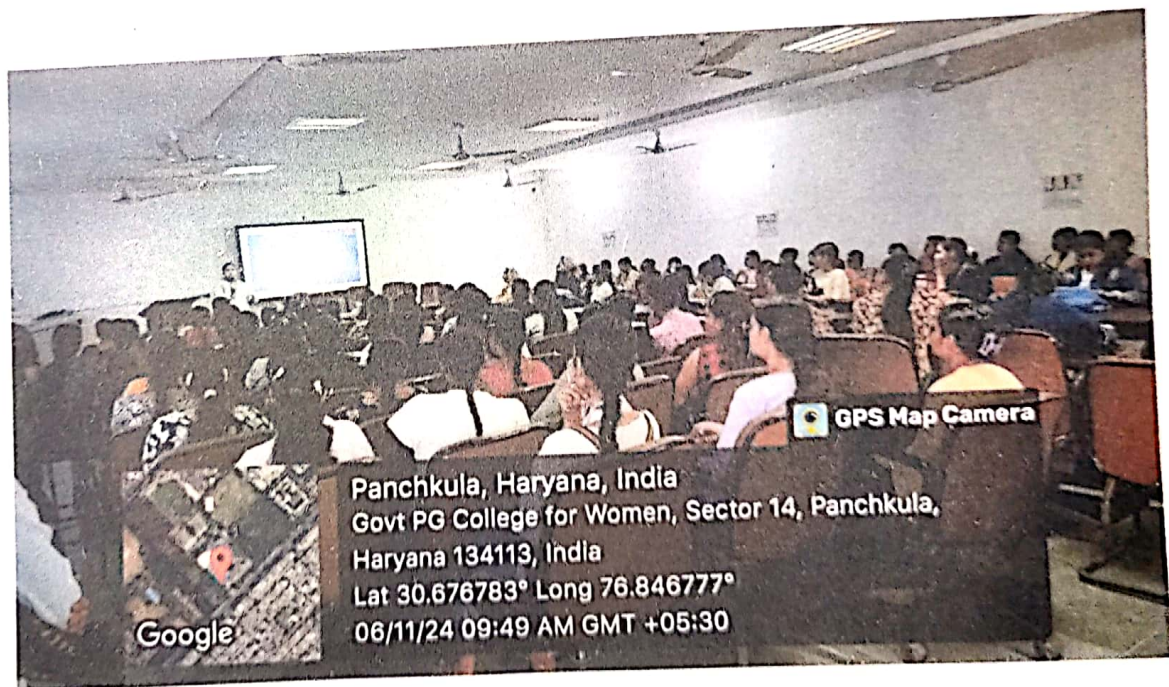 GPS Map Camera
Panchkula, Haryana, India
Govt PG College for Women, Sector 14, Panchkula,
Haryana 134113, India
Lat 30.676783° Long 76.846777°
06/11/24 09:49 AM GMT +05:30
Google